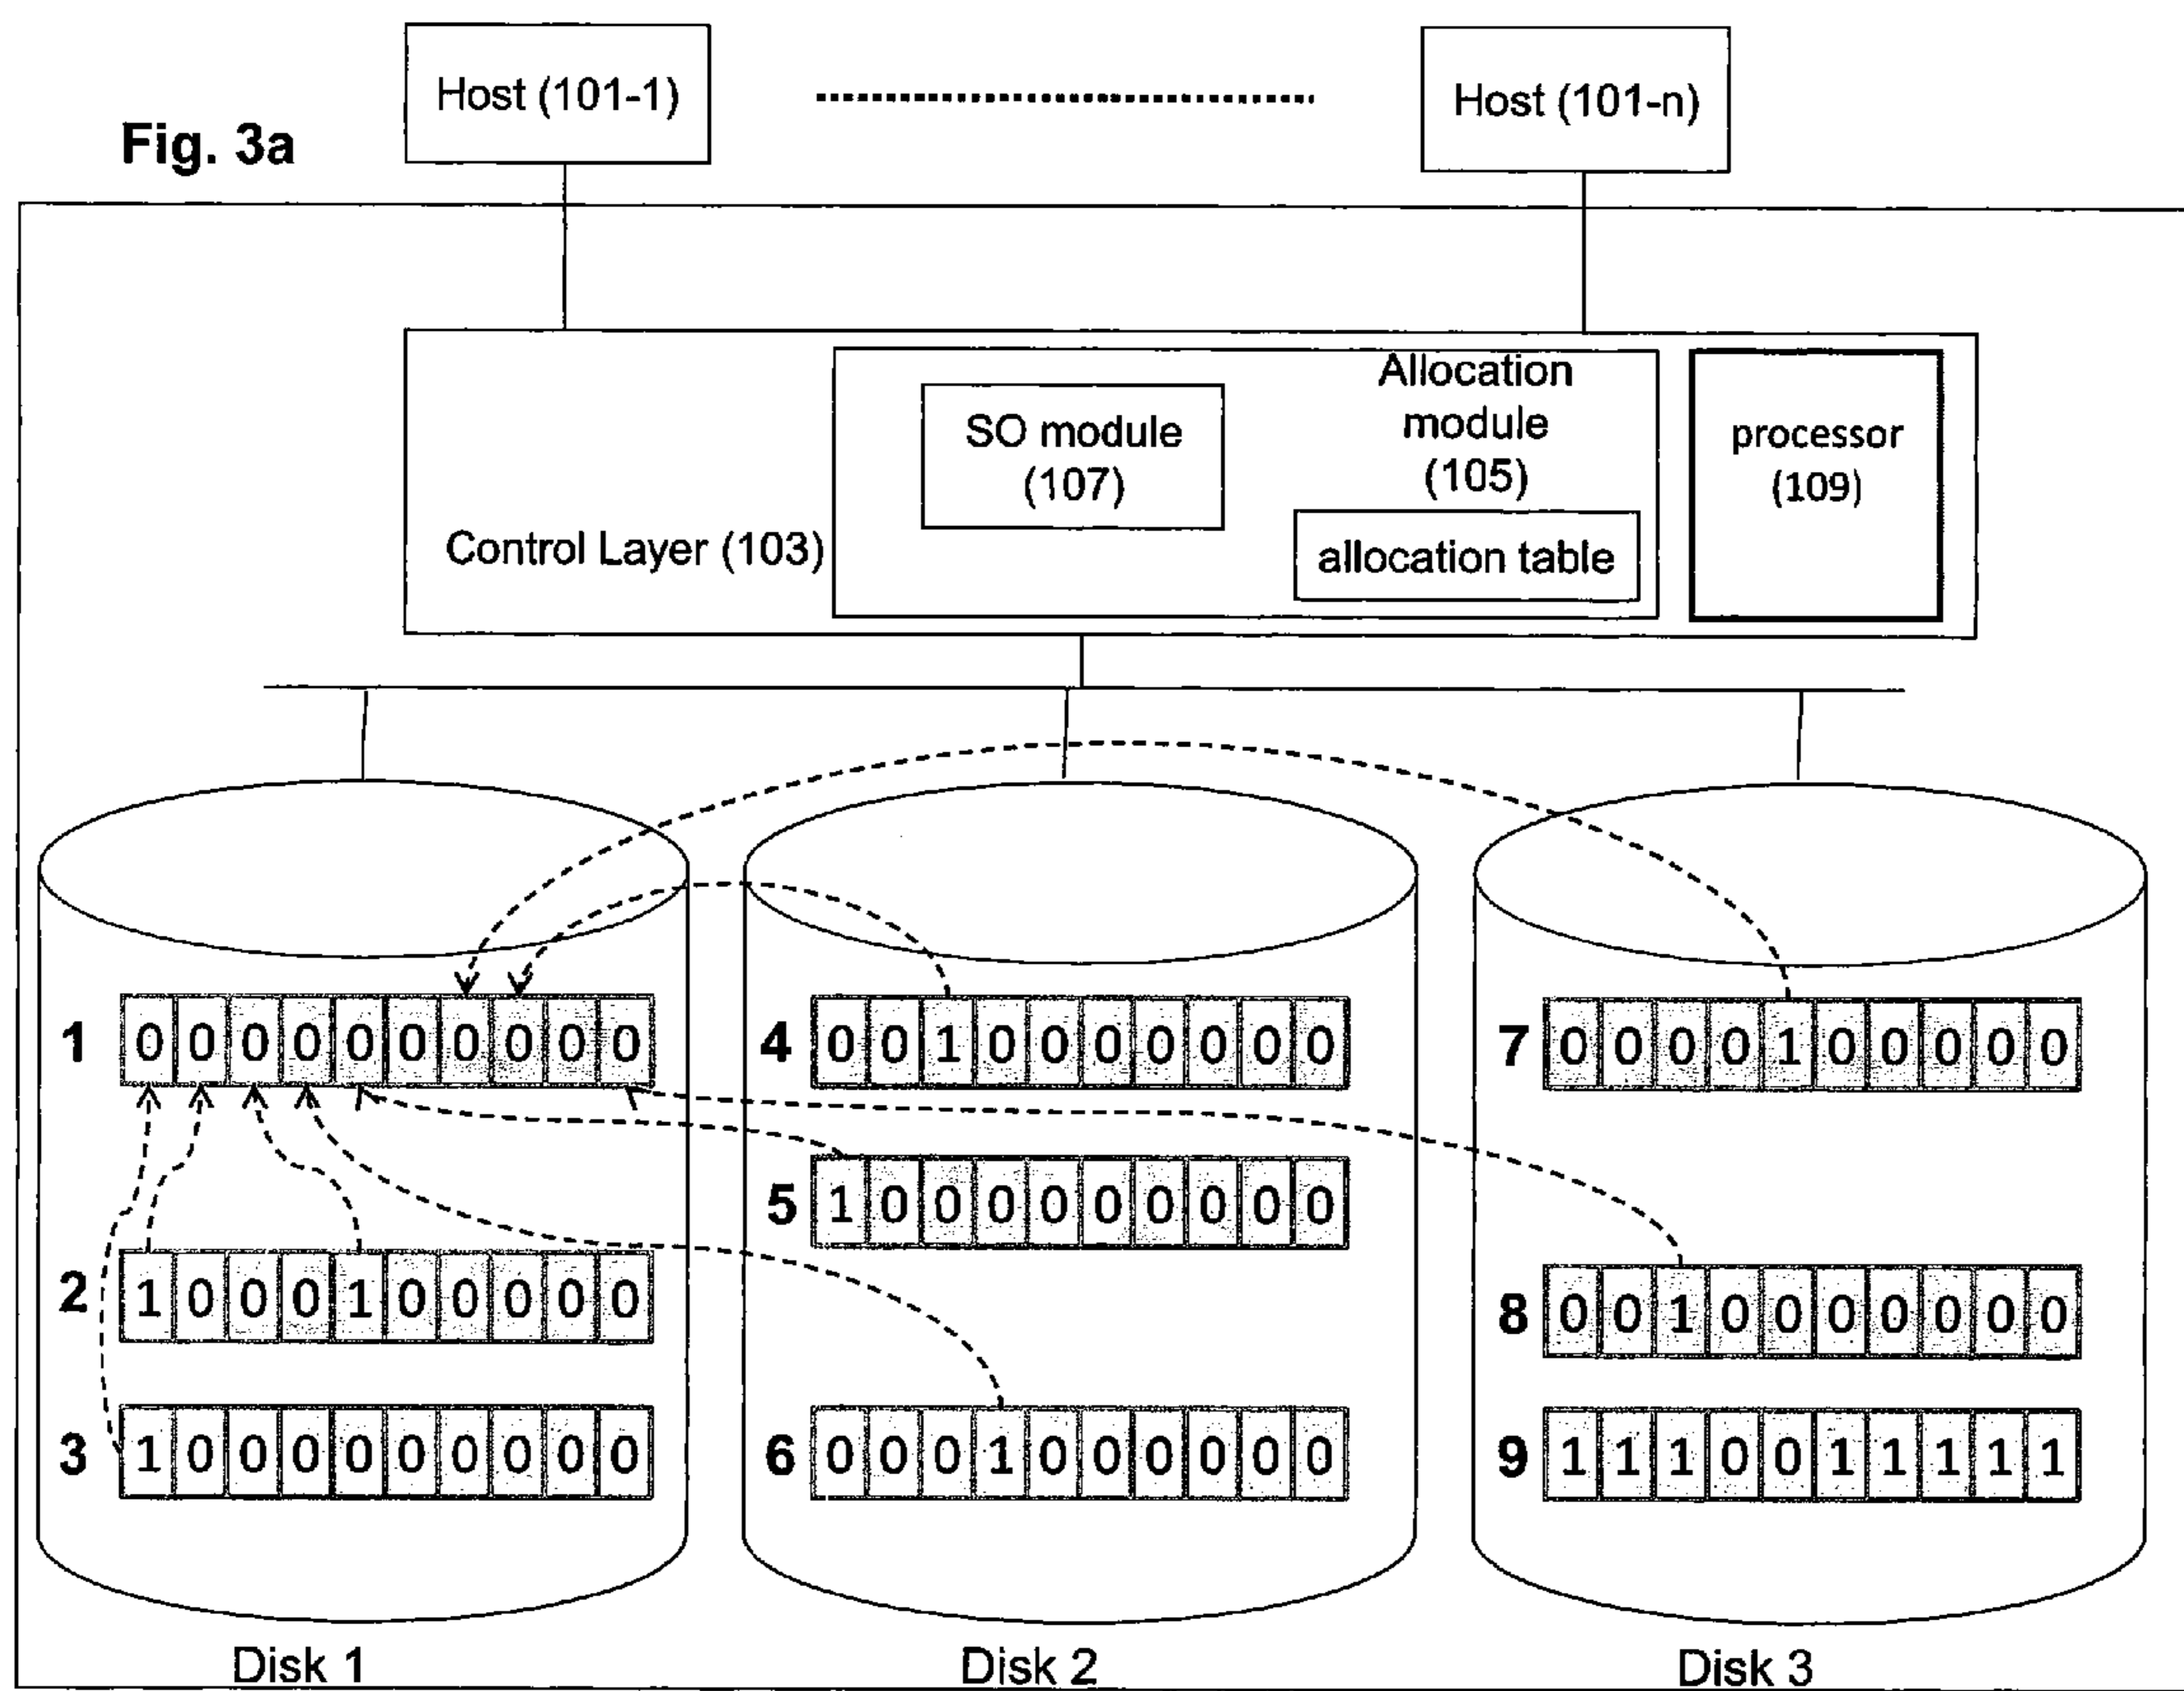 Host (101-1)
Host (101-n)
Fig. 3a
Allocation
module
(105)
SO module
(107)
processor
(109)
Control Layer (103)
allocation table
1 0 0 0 0 0 0 0 0 0 0
4 0 0 1 0 0 0 0 0 0 0
7 0 0 0 0 1 0 0 0 0 0
5 1 0 0 0 0 0 0 0 0 0
2 1 0 0 0 1 0 0 0 0 0
8 0 0 1 0 0 0 0 0 0 0
3 1 0 0 0 0 0 0 0 0 0
6 0 0 0 1 0 0 0 0 0 0
9 1 1 1 0 0 1 1 1 1 1
Disk 1
Disk 2
Disk 3